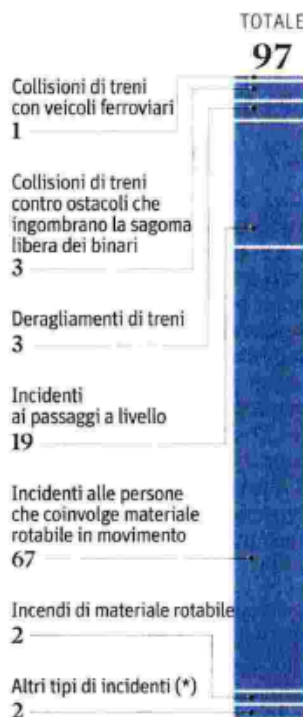 TOTALE
97
Collisioni di treni
con veicoli ferroviari
1
Collisioni di treni
contro ostacoli che
ingombrano la sagoma
libera dei binari
3
Deragliamenti di treni
3
Incidenti
ai passaggi a livello
19
Incidenti alle persone
che coinvolge materiale
rotabile in movimento
67
Incendi di materiale rotabile
2
Altri tipi di incidenti (*)
2